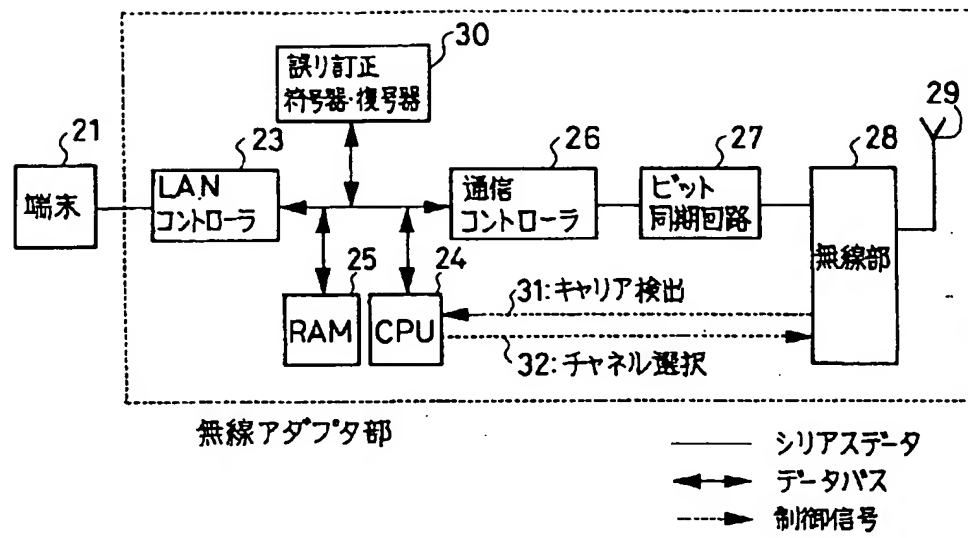 30
誤り訂正
符号器・復号器
21
端末
23
LAN
コントローラ
26
通信
コントローラ
27
ビット
同期回路
28
無線部
29
25
RAM
24
CPU
31:キャリア検出
32:チャネル選択
無線アダプタ部
シリアスデータ
データバス
制御信号